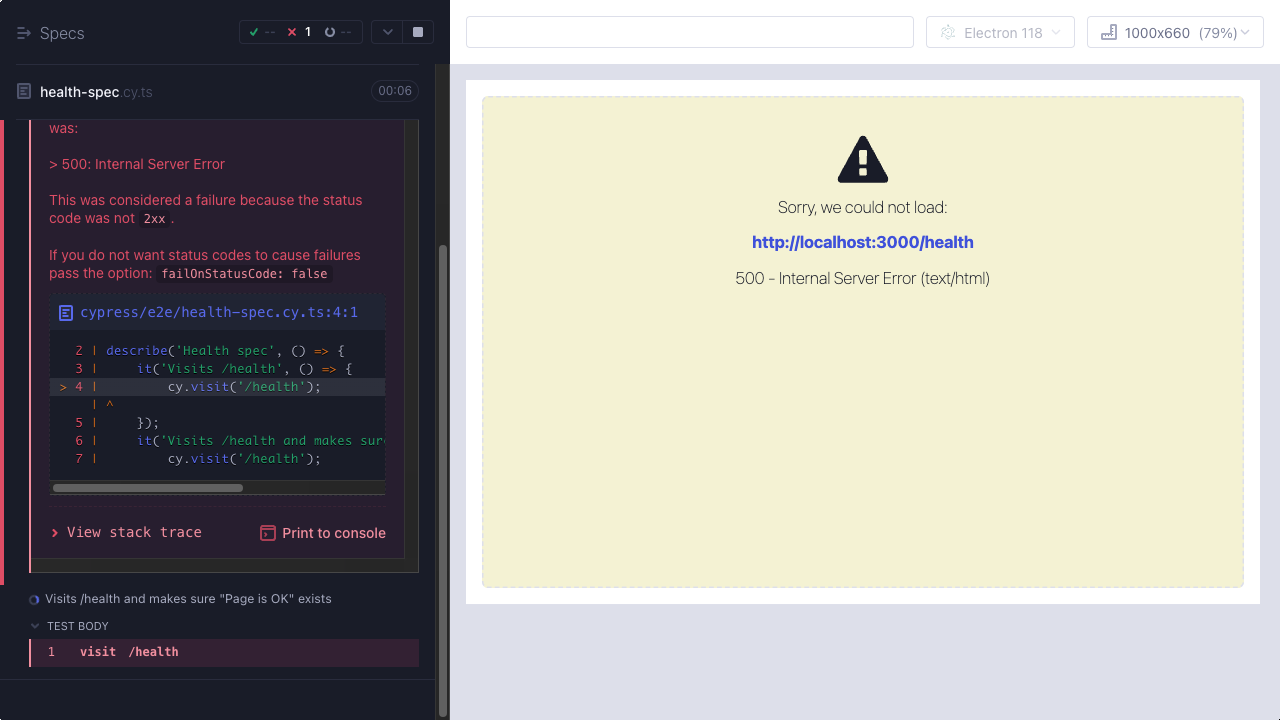 Specs
-- 1 --
health-spec.cy.ts
00:06
was:
> 500: Internal Server Error
This was considered a failure because the status
code was not 2xx.
If you do not want status codes to cause failures
pass the option: failOnStatusCode: false
cypress/e2e/health-spec.cy.ts:4:1
2 | describe('Health spec', () => {
3 | it('Visits /health', () => {
> 4 | cy.visit('/health');
| ^
5 | });
6 | it('Visits /health and makes sur
7 | cy.visit('/health');
View stack trace
Print to console
Visits /health and makes sure "Page is OK" exists
TEST BODY
1 visit /health
Electron 118
1000x660 (79%)
Sorry, we could not load:
http://localhost:3000/health
500 - Internal Server Error (text/html)